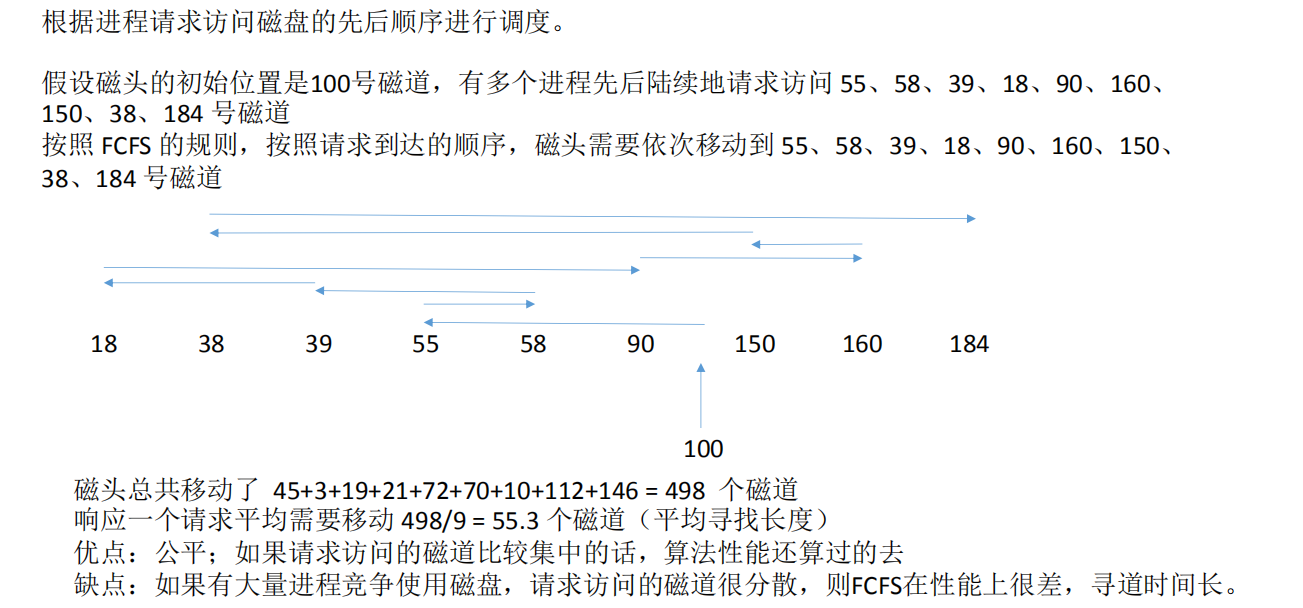 根据进程请求访问磁盘的先后顺序进行调度。
假设磁头的初始位置是100号磁道，有多个进程先后陆续地请求访问 55、58、39、18、90、160、
150、38、184 号磁道
按照 FCFS 的规则，按照请求到达的顺序，磁头需要依次移动到 55、58、39、18、90、160、150、
38、184 号磁道
18 38 39 55 58 90 150 160 184
100
磁头总共移动了 45+3+19+21+72+70+10+112+146 = 498 个磁道
响应一个请求平均需要移动 498/9 = 55.3 个磁道（平均寻找长度）
优点：公平；如果请求访问的磁道比较集中的话，算法性能还算过的去
缺点：如果有大量进程竞争使用磁盘，请求访问的磁道很分散，则FCFS在性能上很差，寻道时间长。